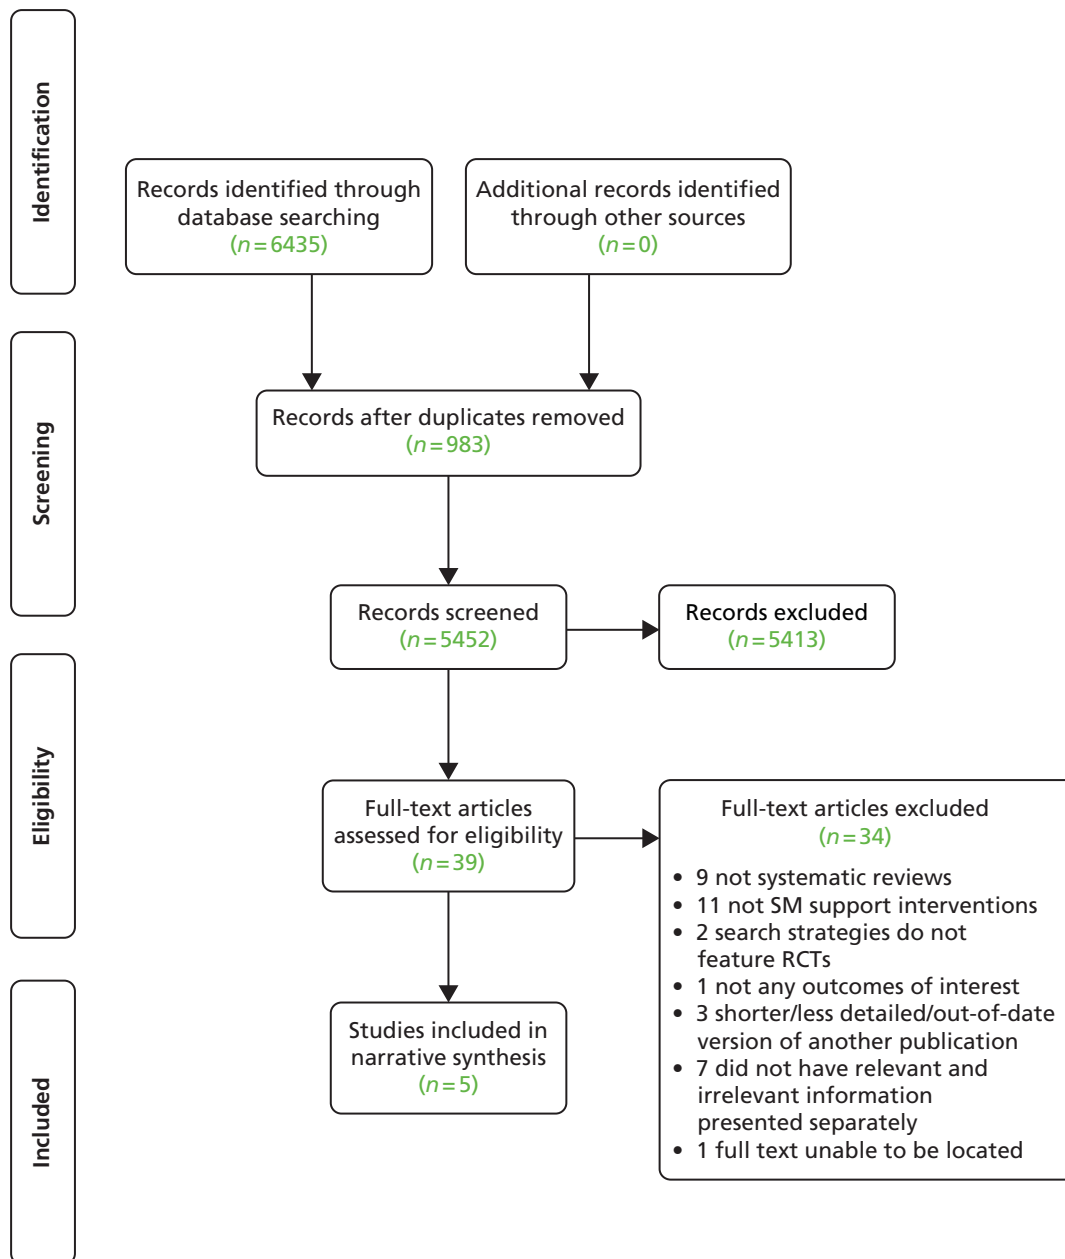 Identification
Records identified through
database searching
(n=6435)
Additional records identified
through other sources
(n=0)
Screening
Records after duplicates removed
(n=983)
Records screened
(n=5452)
Records excluded
(n=5413)
Eligibility
Full-text articles
assessed for eligibility
(n=39)
Full-text articles excluded
(n=34)
• 9 not systematic reviews
• 11 not SM support interventions
• 2 search strategies do not
feature RCTs
• 1 not any outcomes of interest
• 3 shorter/less detailed/out-of-date
version of another publication
• 7 did not have relevant and
irrelevant information
presented separately
• 1 full text unable to be located
Included
Studies included in
narrative synthesis
(n=5)